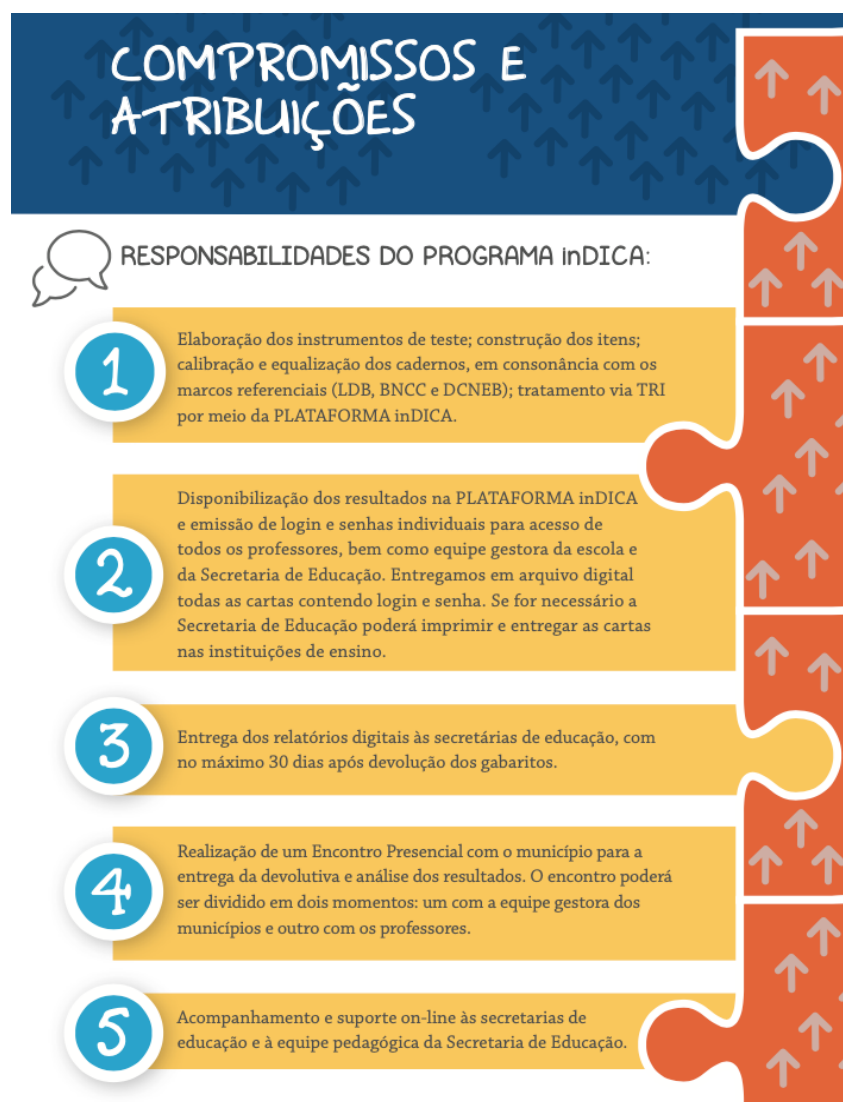 COMPROMISSOS E
ATRIBUIÇÕES
RESPONSABILIDADES DO PROGRAMA inDICA:
1
Elaboração dos instrumentos de teste; construção dos itens;
calibração e equalização dos cadernos, em consonância com os
marcos referenciais (LDB, BNCC e DCNEB); tratamento via TRI
por meio da PLATAFORMA inDICA.
2
Disponibilização dos resultados na PLATAFORMA inDICA
e emissão de login e senhas individuais para acesso de
todos os professores, bem como equipe gestora da escola e
da Secretaria de Educação. Entregamos em arquivo digital
todas as cartas contendo login e senha. Se for necessário a
Secretaria de Educação poderá imprimir e entregar as cartas
nas instituições de ensino.
3
Entrega dos relatórios digitais às secretárias de educação, com
no máximo 30 dias após devolução dos gabaritos.
4
Realização de um Encontro Presencial com o município para a
entrega da devolutiva e análise dos resultados. O encontro poderá
ser dividido em dois momentos: um com a equipe gestora dos
municípios e outro com os professores.
5
Acompanhamento e suporte on-line às secretarias de
educação e à equipe pedagógica da Secretaria de Educação.